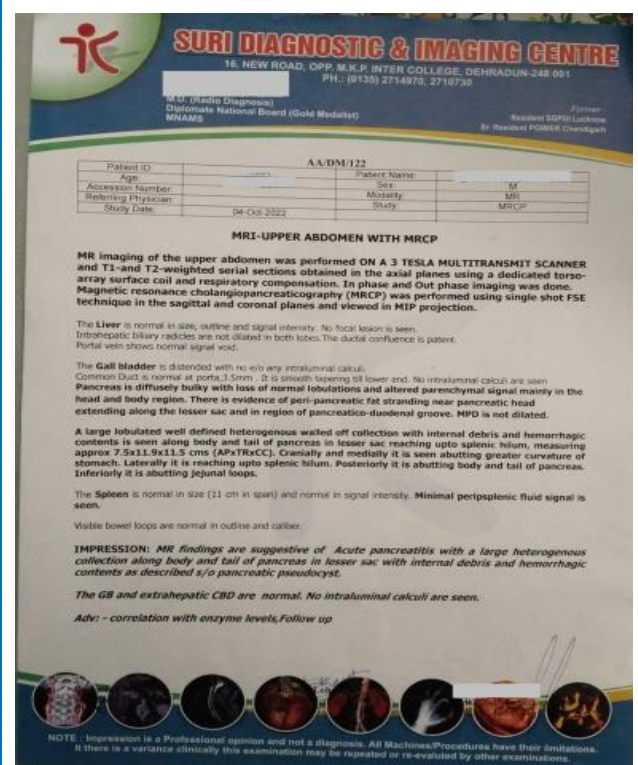 SURI DIAGNOSTIC & IMAGING CENTRE
16, NEW ROAD, OPP. M.K.P. INTER COLLEGE, DEHRADUN-248 001
PH.: (0135) 2714970, 2710730
M.D. (Radio Diagnosis)
Diplomate National Board (Gold Medalist)
MNAMS
Former
Resident SGPGI Lucknow
Sr. Resident PGIMER Chandigarh
AA/DM/122
Patient ID: Patient Name:
Age: Sex: M
Accession Number: Modality: MR
Referring Physician: Study: MRCP
Study Date: 04-Oct-2022
MRI-UPPER ABDOMEN WITH MRCP
MR imaging of the upper abdomen was performed ON A 3 TESLA MULTITRANSMIT SCANNER
and T1-and T2-weighted serial sections obtained in the axial planes using a dedicated torso-
array surface coil and respiratory compensation. In phase and Out phase imaging was done.
Magnetic resonance cholangiopancreaticography (MRCP) was performed using single shot FSE
technique in the sagittal and coronal planes and viewed in MIP projection.
The Liver is normal in size, outline and signal intensity. No focal lesion is seen.
Intrahepatic biliary radicles are not dilated in both lobes.The ductal confluence is patent.
Portal vein shows normal signal void.
The Gall bladder is distended with no e/o any intraluminal calculi.
Common Duct is normal at porta,3.5mm . It is smooth tapering till lower end. No intraluminal calculi are seen
Pancreas is diffusely bulky with loss of normal lobulations and altered parenchymal signal mainly in the
head and body region. There is evidence of peri-pancreatic fat stranding near pancreatic head
extending along the lesser sac and in region of pancreatico-duodenal groove. MPD is not dilated.
A large lobulated well defined heterogenous walled off collection with internal debris and hemorrhagic
contents is seen along body and tail of pancreas in lesser sac reaching upto splenic hilum, measuring
approx 7.5x11.9x11.5 cms (APxTRxCC). Cranially and medially it is seen abutting greater curvature of
stomach. Laterally it is reaching upto splenic hilum. Posteriorly it is abutting body and tail of pancreas.
Inferiorly it is abutting jejunal loops.
The Spleen is normal in size (11 cm in span) and normal in signal intensity. Minimal peripsplenic fluid signal is
seen.
Visible bowel loops are normal in outline and caliber.
IMPRESSION: MR findings are suggestive of Acute pancreatitis with a large heterogenous
collection along body and tail of pancreas in lesser sac with internal debris and hemorrhagic
contents as described s/o pancreatic pseudocyst.
The GB and extrahepatic CBD are normal. No intraluminal calculi are seen.
Adv: - correlation with enzyme levels,Follow up
NOTE : Impression is a Professional opinion and not a diagnosis. All Machines/Procedures have their limitations.
It there is a variance clinically this examination may be repeated or re-evaluted by other examinations.